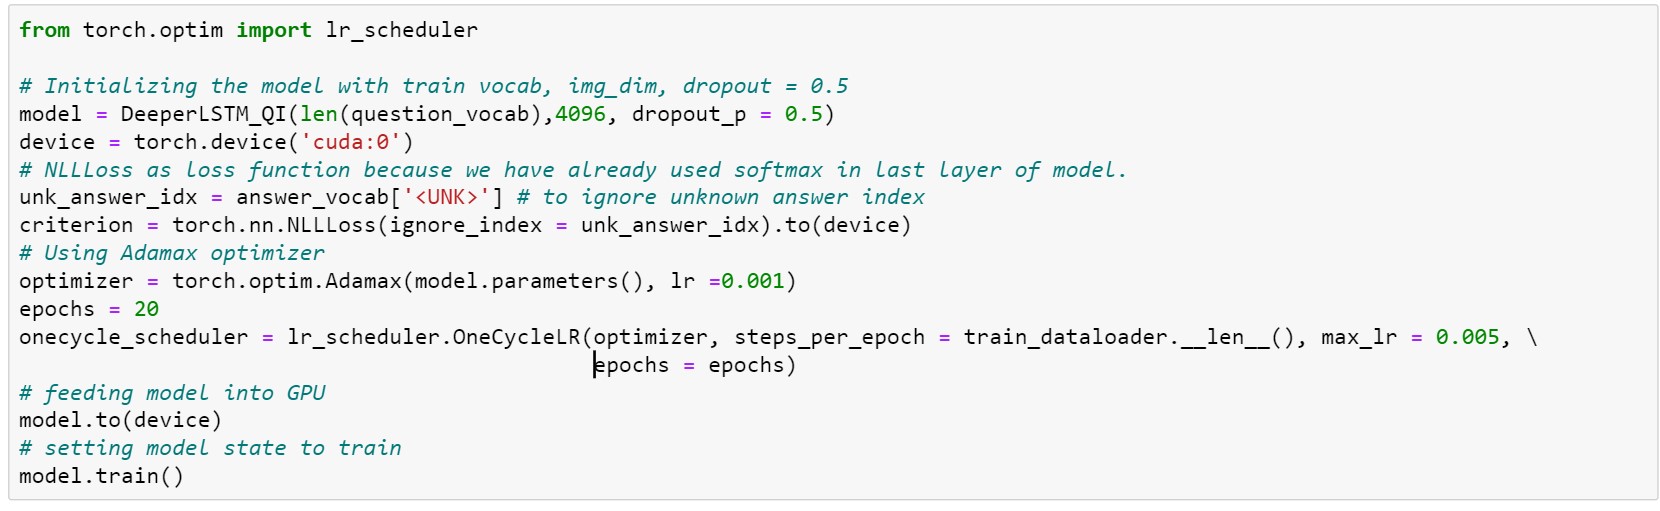 from torch.optim import lr_scheduler
# Initializing the model with train vocab, img_dim, dropout = 0.5
model = DeeperLSTM_QI(len(question_vocab),4096, dropout_p = 0.5)
device = torch.device('cuda:0')
# NLLLoss as loss function because we have already used softmax in last layer of model.
unk_answer_idx = answer_vocab['<UNK>'] # to ignore unknown answer index
criterion = torch.nn.NLLLoss(ignore_index = unk_answer_idx).to(device)
# Using Adamax optimizer
optimizer = torch.optim.Adamax(model.parameters(), lr =0.001)
epochs = 20
onecycle_scheduler = lr_scheduler.OneCycleLR(optimizer, steps_per_epoch = train_dataloader.__len__(), max_lr = 0.005, \
epochs = epochs)
# feeding model into GPU
model.to(device)
# setting model state to train
model.train()